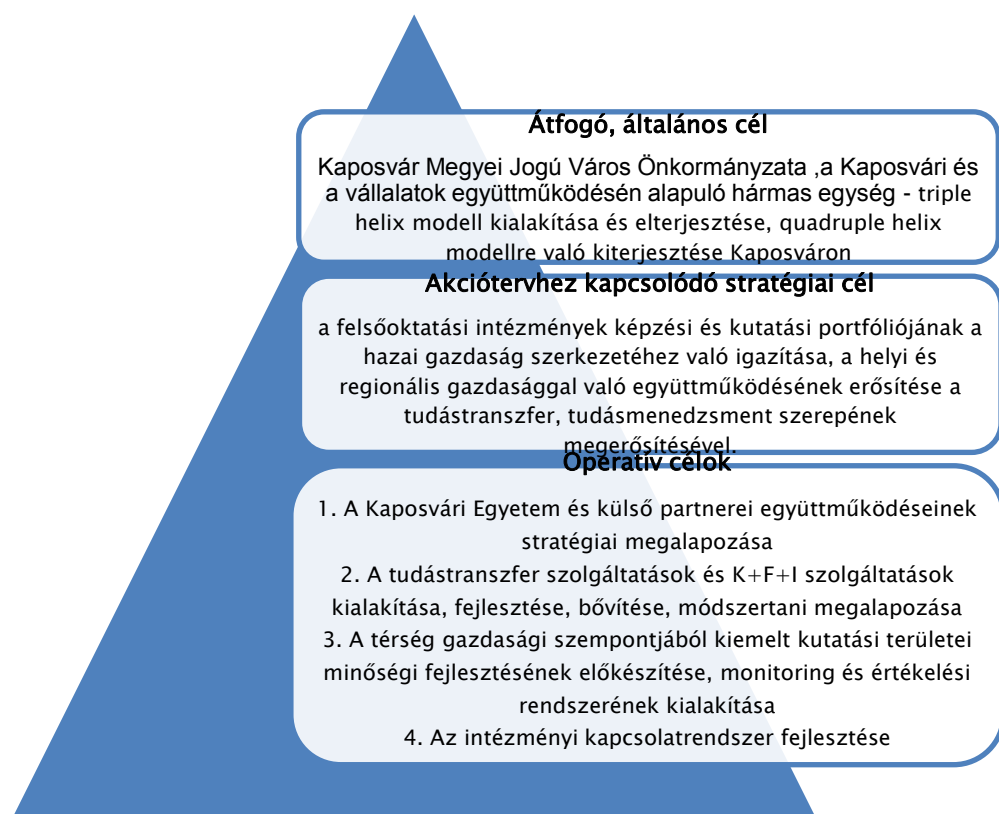 Átfogó, általános cél
Kaposvár Megyei Jogú Város Önkormányzata ,a Kaposvári és
a vállalatok együttműködésén alapuló hármas egység - triple
helix modell kialakítása és elterjesztése, quadruple helix
modellre való kiterjesztése Kaposváron
Akciótervhez kapcsolódó stratégiai cél
a felsőoktatási intézmények képzési és kutatási portfóliójának a
hazai gazdaság szerkezetéhez való igazítása, a helyi és
regionális gazdasággal való együttműködésének erősítése a
tudástranszfer, tudásmenedzsment szerepének
megerősítésével.
Operatív célok
1. A Kaposvári Egyetem és külső partnerei együttműködéseinek
stratégiai megalapozása
2. A tudástranszfer szolgáltatások és K+F+I szolgáltatások
kialakítása, fejlesztése, bővítése, módszertani megalapozása
3. A térség gazdasági szempontjából kiemelt kutatási területei
minőségi fejlesztésének előkészítése, monitoring és értékelési
rendszerének kialakítása
4. Az intézményi kapcsolatrendszer fejlesztése